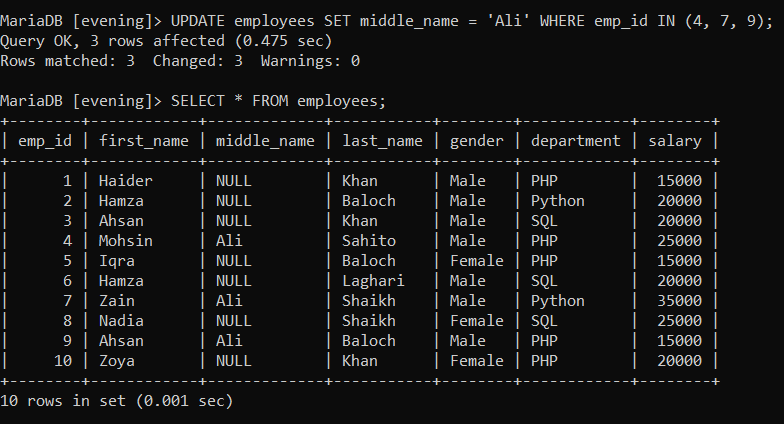 MariaDB [evening]> UPDATE employees SET middle_name = 'Ali' WHERE emp_id IN (4, 7, 9);
Query OK, 3 rows affected (0.475 sec)
Rows matched: 3  Changed: 3  Warnings: 0

MariaDB [evening]> SELECT * FROM employees;
+--------+------------+-------------+-----------+--------+------------+--------+
| emp_id | first_name | middle_name | last_name | gender | department | salary |
+--------+------------+-------------+-----------+--------+------------+--------+
|      1 | Haider     | NULL        | Khan      | Male   | PHP        |  15000 |
|      2 | Hamza      | NULL        | Baloch    | Male   | Python     |  20000 |
|      3 | Ahsan      | NULL        | Khan      | Male   | SQL        |  20000 |
|      4 | Mohsin     | Ali         | Sahito    | Male   | PHP        |  25000 |
|      5 | Iqra       | NULL        | Baloch    | Female | PHP        |  15000 |
|      6 | Hamza      | NULL        | Laghari   | Male   | SQL        |  20000 |
|      7 | Zain       | Ali         | Shaikh    | Male   | Python     |  35000 |
|      8 | Nadia      | NULL        | Shaikh    | Female | SQL        |  25000 |
|      9 | Ahsan      | Ali         | Baloch    | Male   | PHP        |  15000 |
|     10 | Zoya       | NULL        | Khan      | Female | PHP        |  20000 |
+--------+------------+-------------+-----------+--------+------------+--------+
10 rows in set (0.001 sec)